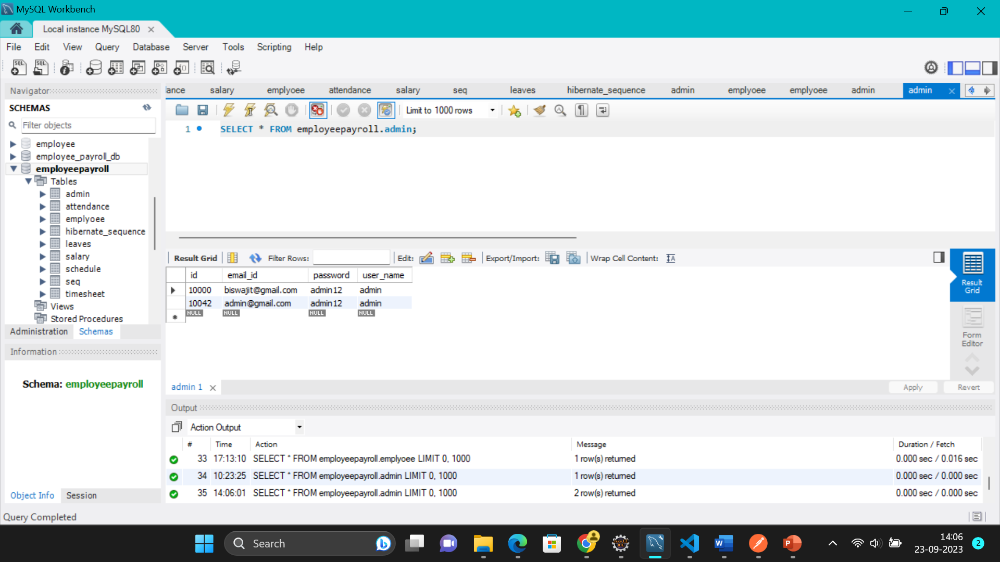 MySQL Workbench
Local instance MySQL80
File Edit View Query Database Server Tools Scripting Help
SQL SQL
Navigator
SCHEMAS
Filter objects
employee
employee_payroll_db
employeepayroll
Tables
admin
attendance
emplyoee
hibernate_sequence
leaves
salary
schedule
seq
timesheet
Views
Stored Procedures
Administration Schemas
Information
Schema: employeepayroll
Object Info Session
Query Completed
lance salary emplyoee attendance salary seq leaves hibernate_sequence admin emplyoee emplyoee admin admin
Limit to 1000 rows
1 SELECT * FROM employeepayroll.admin;
Result Grid Filter Rows: Edit: Export/Import: Wrap Cell Content:
id email_id password user_name
10000 biswajit@gmail.com admin12 admin
10042 admin@gmail.com admin12 admin
NULL NULL NULL NULL
Result Grid
Form Editor
admin 1
Apply Revert
Output
Action Output
# Time Action Message Duration / Fetch
33 17:13:10 SELECT * FROM employeepayroll.emplyoee LIMIT 0, 1000 1 row(s) returned 0.000 sec / 0.016 sec
34 10:23:25 SELECT * FROM employeepayroll.admin LIMIT 0, 1000 1 row(s) returned 0.000 sec / 0.000 sec
35 14:06:01 SELECT * FROM employeepayroll.admin LIMIT 0, 1000 2 row(s) returned 0.000 sec / 0.000 sec
Search
14:06
23-09-2023
2